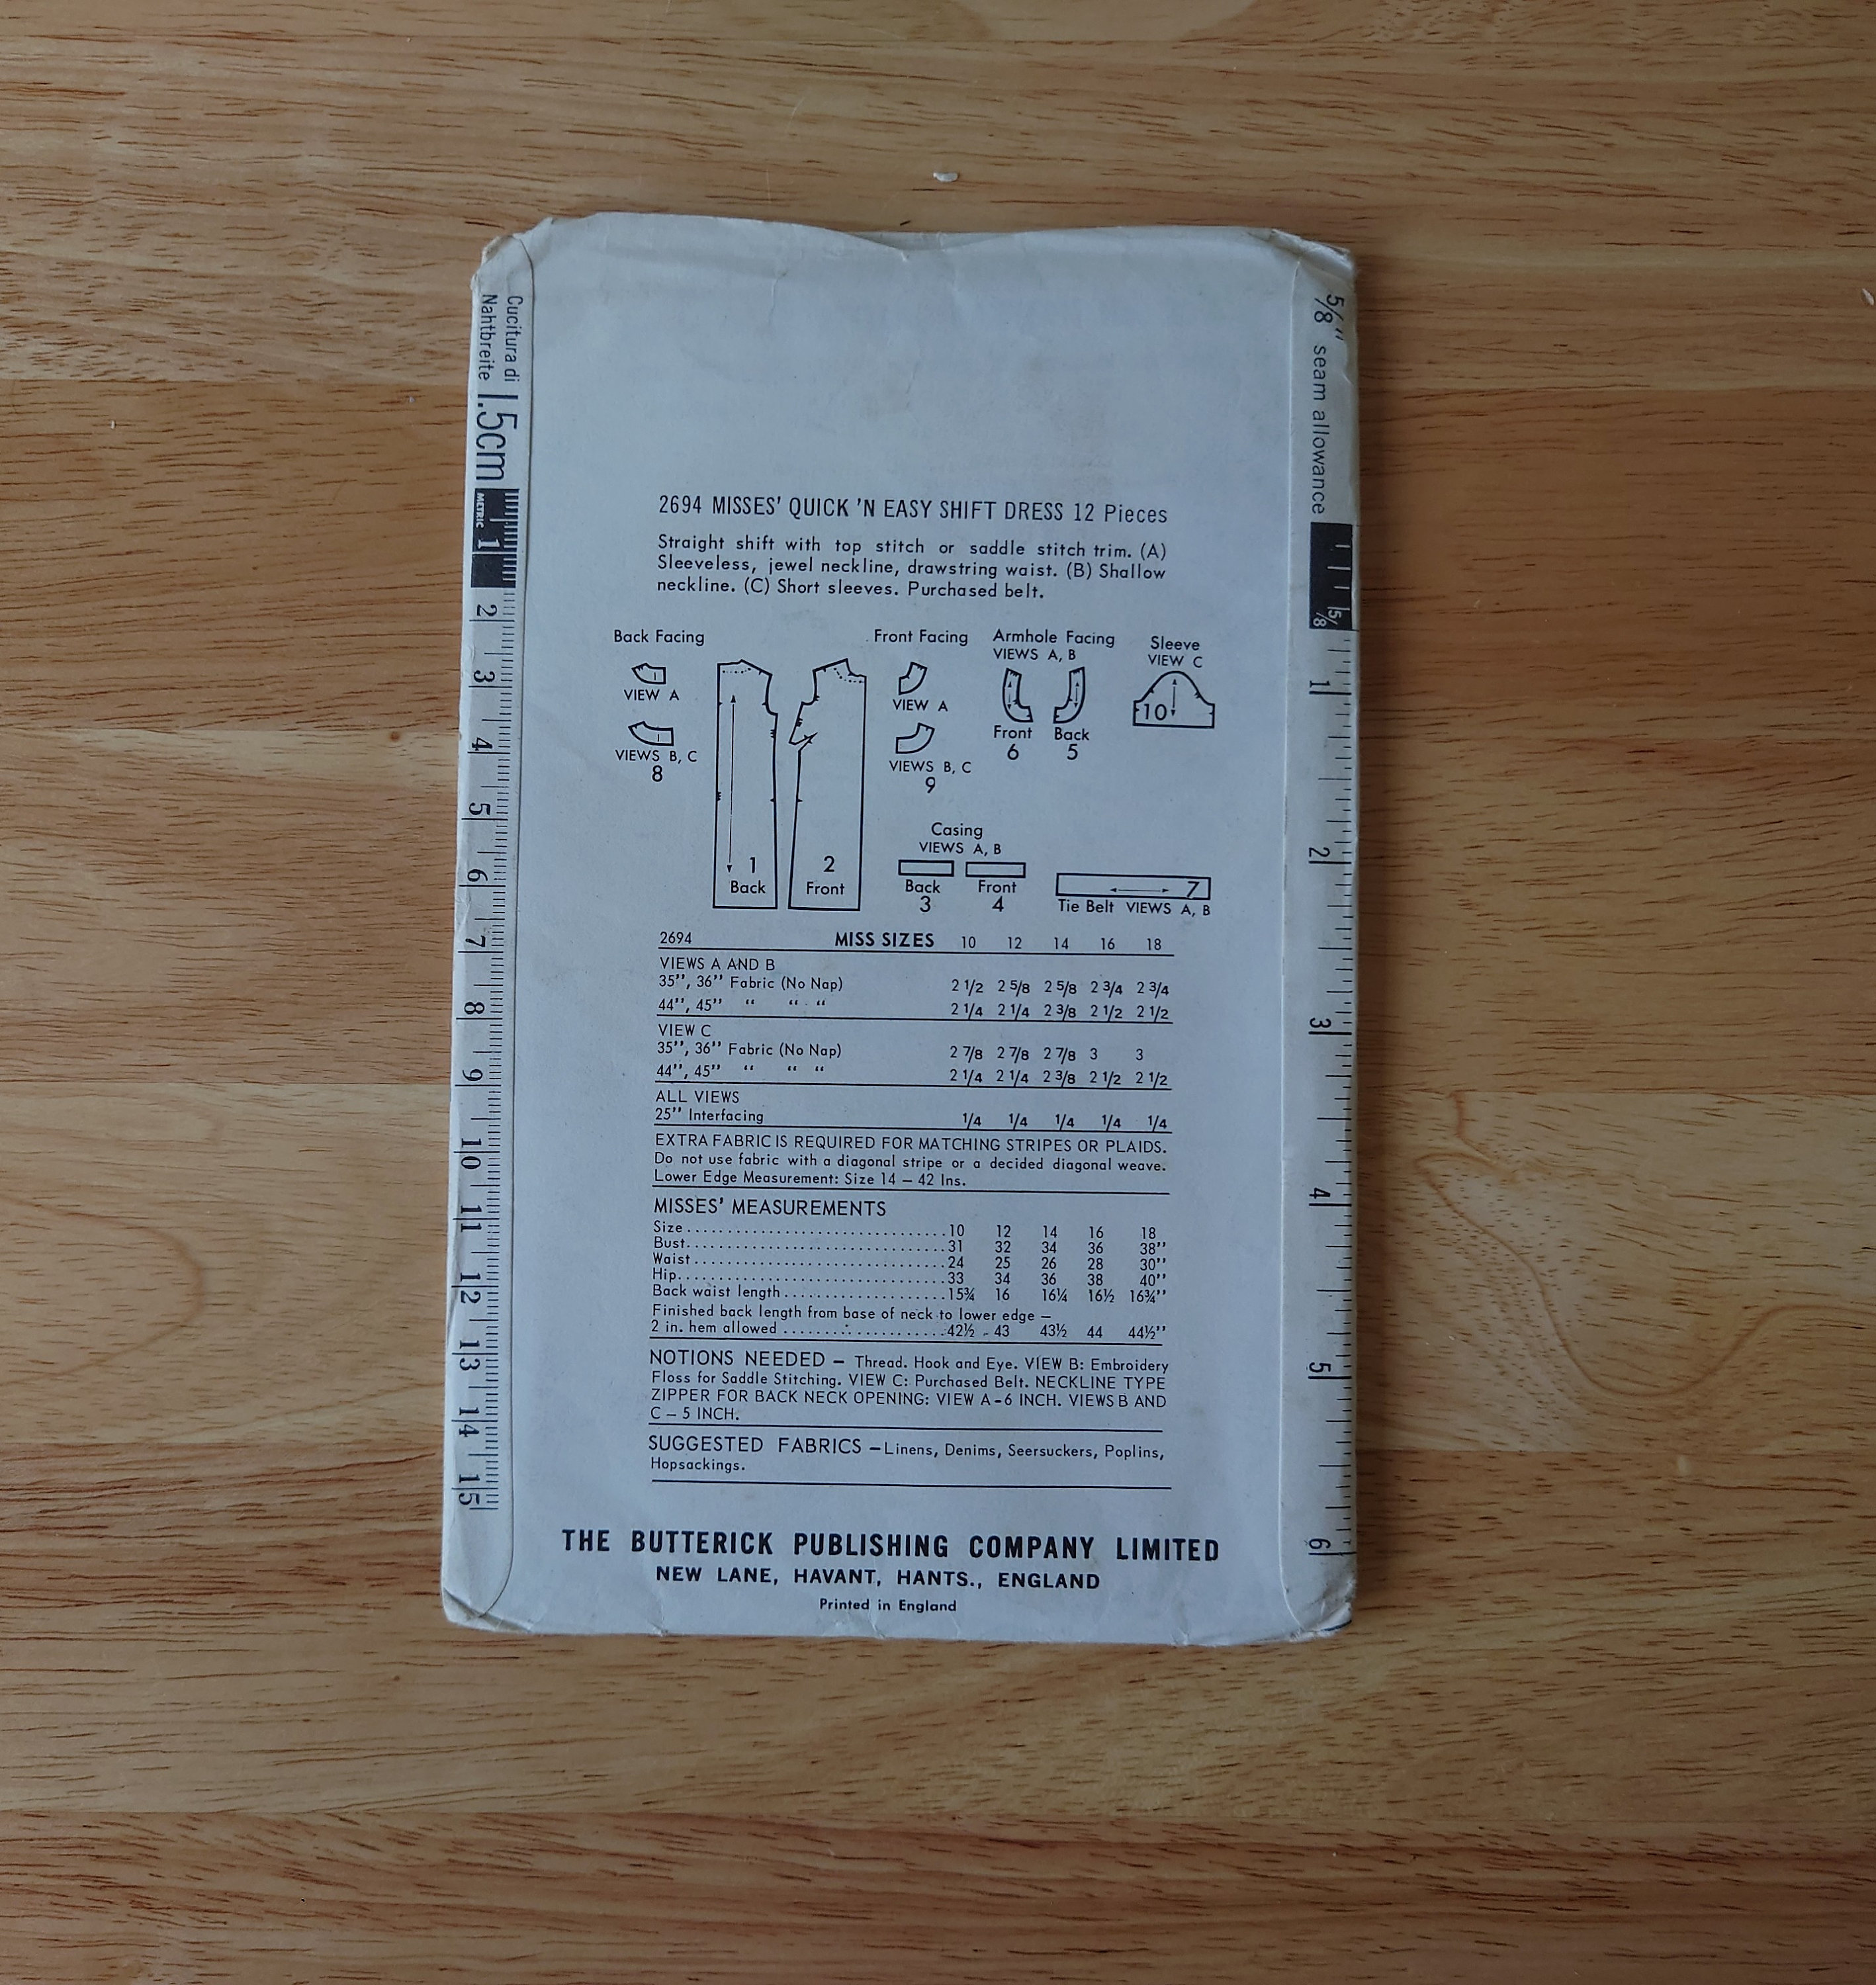 Cucitura di
Nahtbreite 1.5cm
METRIC 1 2 3 4 5 6 7 8 9 10 11 12 13 14 15
2694 MISSES' QUICK 'N EASY SHIFT DRESS 12 Pieces
Straight shift with top stitch or saddle stitch trim. (A)
Sleeveless, jewel neckline, drawstring waist. (B) Shallow
neckline. (C) Short sleeves. Purchased belt.
Back Facing
VIEW A
VIEWS B, C
8
1
Back
2
Front
Front Facing
VIEW A
VIEWS B, C
9
Armhole Facing
VIEWS A, B
Front Back
6 5
Sleeve
VIEW C
10
Casing
VIEWS A, B
Back Front
3 4
7
Tie Belt VIEWS A, B
2694 MISS SIZES 10 12 14 16 18
VIEWS A AND B
35", 36" Fabric (No Nap) 2 1/2 2 5/8 2 5/8 2 3/4 2 3/4
44", 45" " " " 2 1/4 2 1/4 2 3/8 2 1/2 2 1/2
VIEW C
35", 36" Fabric (No Nap) 2 7/8 2 7/8 2 7/8 3 3
44", 45" " " " 2 1/4 2 1/4 2 3/8 2 1/2 2 1/2
ALL VIEWS
25" Interfacing 1/4 1/4 1/4 1/4 1/4
EXTRA FABRIC IS REQUIRED FOR MATCHING STRIPES OR PLAIDS.
Do not use fabric with a diagonal stripe or a decided diagonal weave.
Lower Edge Measurement: Size 14 – 42 Ins.
MISSES' MEASUREMENTS
Size.................................10 12 14 16 18
Bust.................................31 32 34 36 38"
Waist................................24 25 26 28 30"
Hip..................................33 34 36 38 40"
Back waist length....................15¾ 16 16¼ 16½ 16¾"
Finished back length from base of neck to lower edge –
2 in. hem allowed....................42½ 43 43½ 44 44½"
NOTIONS NEEDED – Thread. Hook and Eye. VIEW B: Embroidery
Floss for Saddle Stitching. VIEW C: Purchased Belt. NECKLINE TYPE
ZIPPER FOR BACK NECK OPENING: VIEW A-6 INCH. VIEWS B AND
C – 5 INCH.
SUGGESTED FABRICS – Linens, Denims, Seersuckers, Poplins,
Hopsackings.
THE BUTTERICK PUBLISHING COMPANY LIMITED
NEW LANE, HAVANT, HANTS., ENGLAND
Printed in England
5/8" seam allowance
5/8 1 2 3 4 5 6